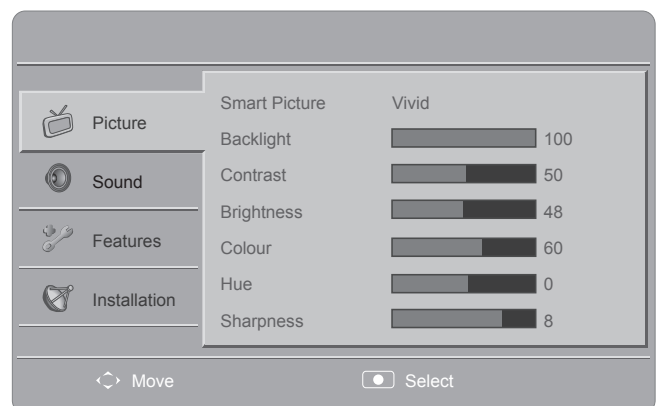 Picture
Sound
Features
Installation
Smart Picture Vivid
Backlight 100
Contrast 50
Brightness 48
Colour 60
Hue 0
Sharpness 8
Move Select